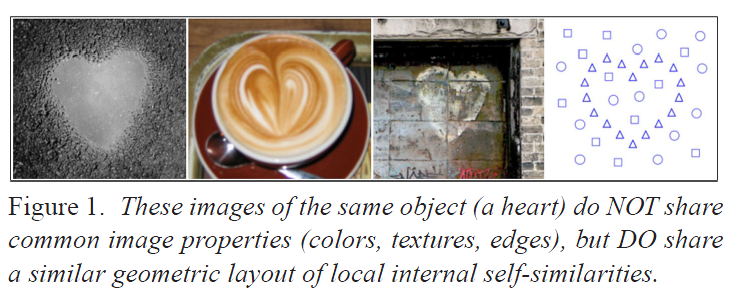 Figure 1. These images of the same object (a heart) do NOT share
common image properties (colors, textures, edges), but DO share
a similar geometric layout of local internal self-similarities.